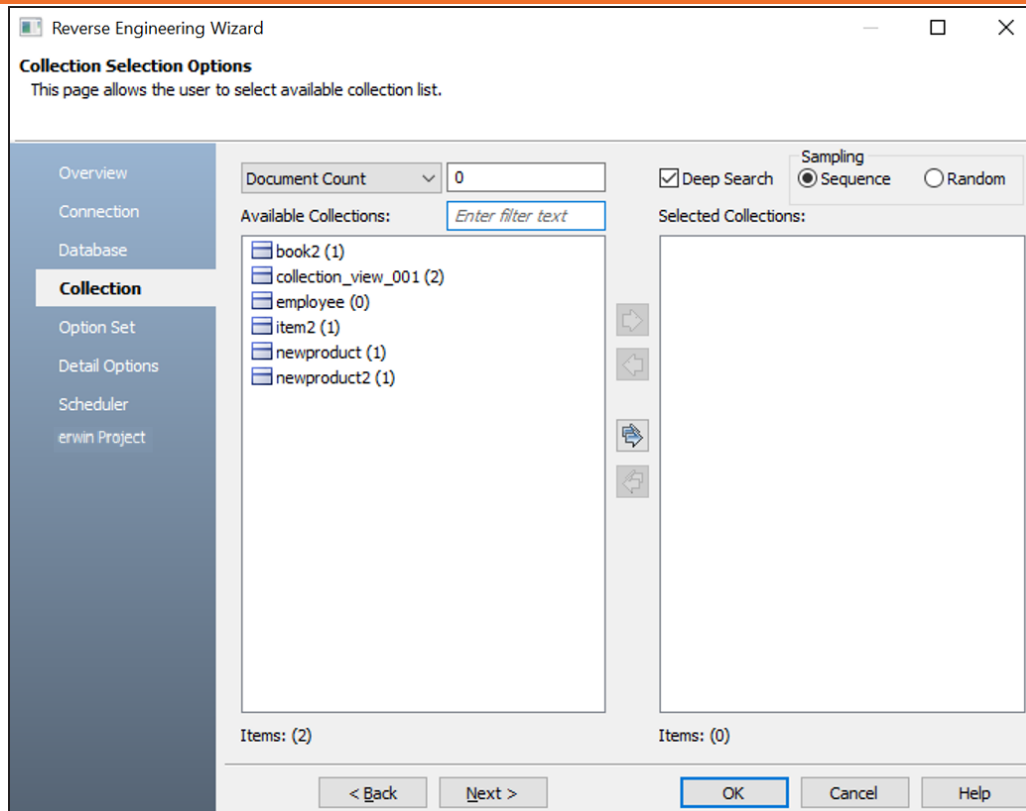 Reverse Engineering Wizard
Collection Selection Options
This page allows the user to select available collection list.
Overview
Connection
Database
Collection
Option Set
Detail Options
Scheduler
erwin Project
Document Count 0
Available Collections: Enter filter text
book2 (1)
collection_view_001 (2)
employee (0)
item2 (1)
newproduct (1)
newproduct2 (1)
Items: (2)
Sampling
Deep Search Sequence Random
Selected Collections:
Items: (0)
< Back Next > OK Cancel Help